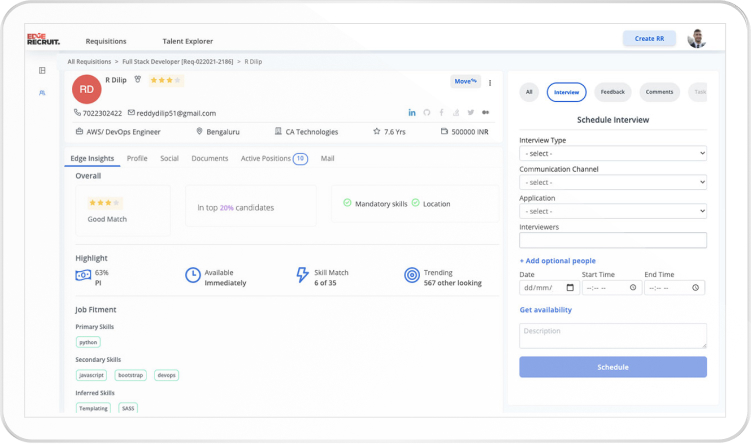 EDGE
RECRUIT.
Requisitions
Talent Explorer
Create RR
All Requisitions > Full Stack Developer [Req-022021-2186] > R Dilip
RD
R Dilip
Move
7022302422 reddydilip51@gmail.com
AWS/ DevOps Engineer
Bengaluru
CA Technologies
7.6 Yrs
500000 INR
Edge Insights
Profile
Social
Documents
Active Positions 10
Mail
Overall
Good Match
in top 20% candidates
Mandatory skills
Location
Highlight
63%
PI
Available
Immediately
Skill Match
6 of 35
Trending
567 other looking
Job Fitment
Primary Skills
python
Secondary Skills
javascript
bootstrap
devops
Inferred Skills
Templating
SASS
All
Interview
Feedback
Comments
Task
Schedule Interview
Interview Type
- select -
Communication Channel
- select -
Application
- select -
Interviewers
+ Add optional people
Date
Start Time
End Time
dd/mm/
--:-- --
--:-- --
Get availability
Description
Schedule